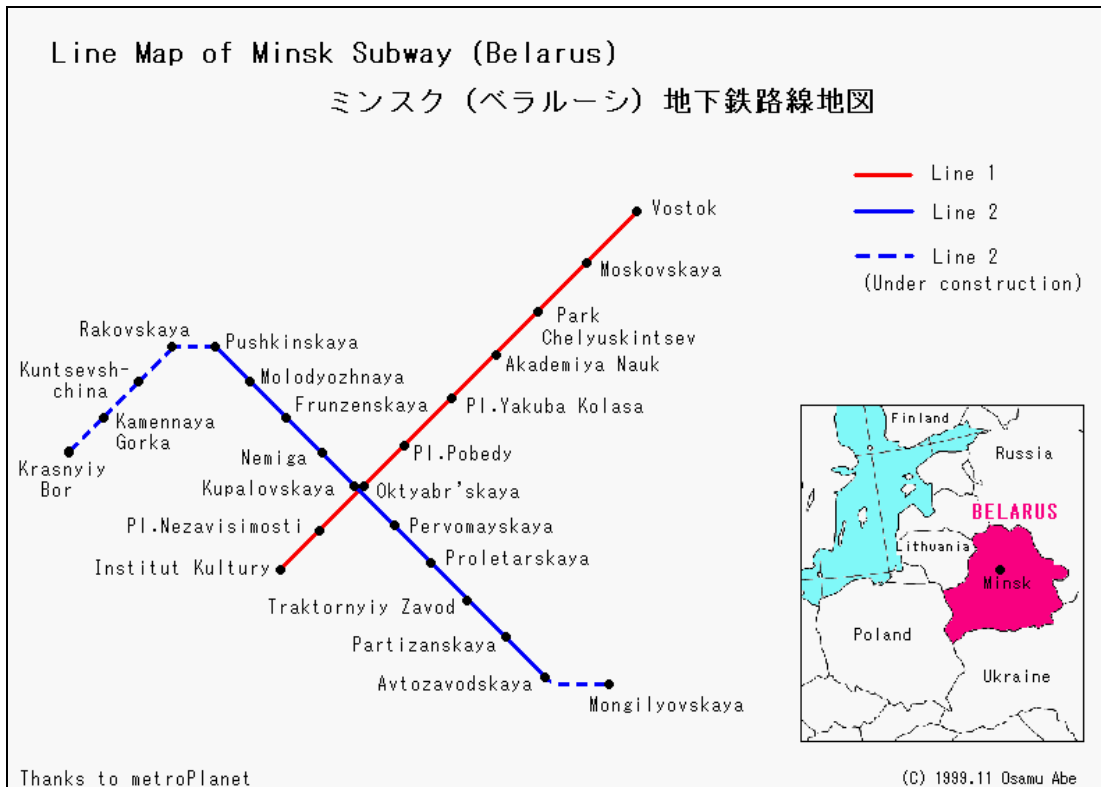 Line Map of Minsk Subway (Belarus)
ミンスク (ベラルーシ) 地下鉄路線地図
Line 1
Line 2
Line 2
(Under construction)
Vostok
Moskovskaya
Park
Chelyuskintsev
Akademiya Nauk
Pl.Yakuba Kolasa
Pl.Pobedy
Oktyabr'skaya
Pl.Nezavisimosti
Institut Kultury
Rakovskaya
Pushkinskaya
Kuntsevsh-
china
Molodyozhnaya
Kamennaya
Gorka
Frunzenskaya
Krasnyiy
Bor
Nemiga
Kupalovskaya
Pervomayskaya
Proletarskaya
Traktornyiy Zavod
Partizanskaya
Avtozavodskaya
Mongilyovskaya
Finland
Russia
BELARUS
Lithuania
Minsk
Poland
Ukraine
Thanks to metroPlanet
(C) 1999.11 Osamu Abe